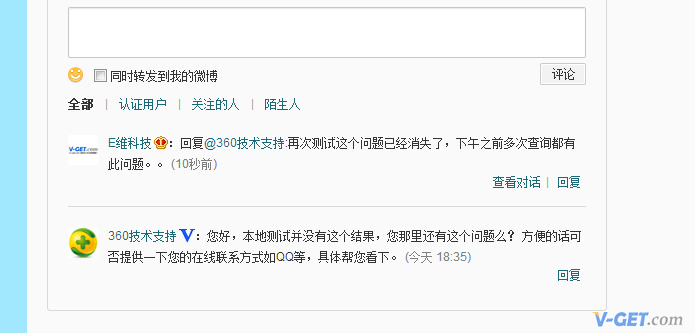 同时转发到我的微博
评论
全部 | 认证用户 | 关注的人 | 陌生人
V-GET.com
E维科技：回复@360技术支持:再次测试这个问题已经消失了，下午之前多次查询都有
此问题。。(10秒前)
查看对话 | 回复
360技术支持V：您好，本地测试并没有这个结果，您那里还有这个问题么？方便的话可
否提供一下您的在线联系方式如QQ等，具体帮您看下。(今天 18:35)
回复
V-GET.com